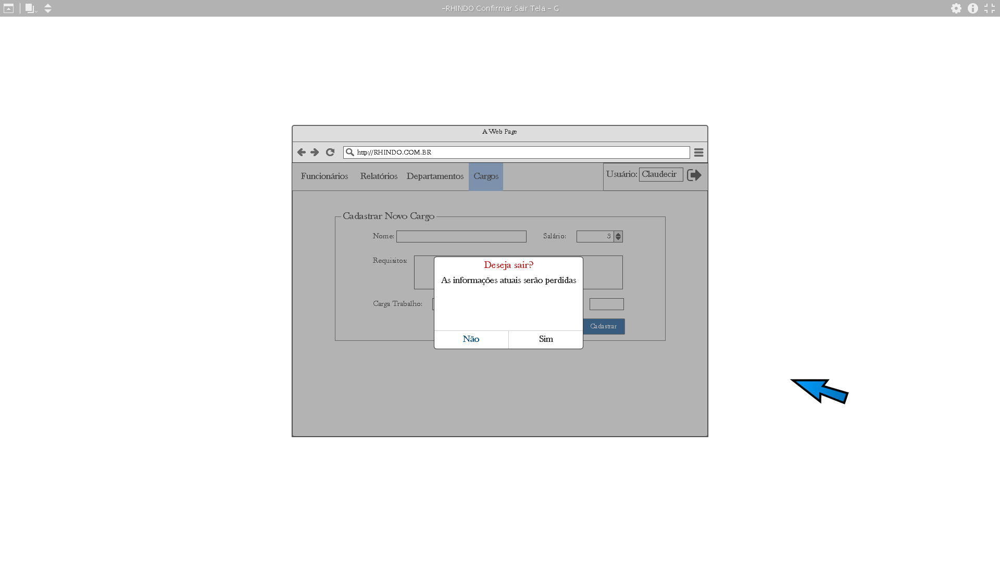 -RHINDO Confirmar Sair Tela - G
A Web Page
http://RHINDO.COM.BR
Funcionários Relatórios Departamentos Cargos Usuário: Claudecir
Cadastrar Novo Cargo
Nome: Salário: 3
Requisitos:
Deseja sair?
As informações atuais serão perdidas
Carga Trabalho:
Cadastrar
Não Sim